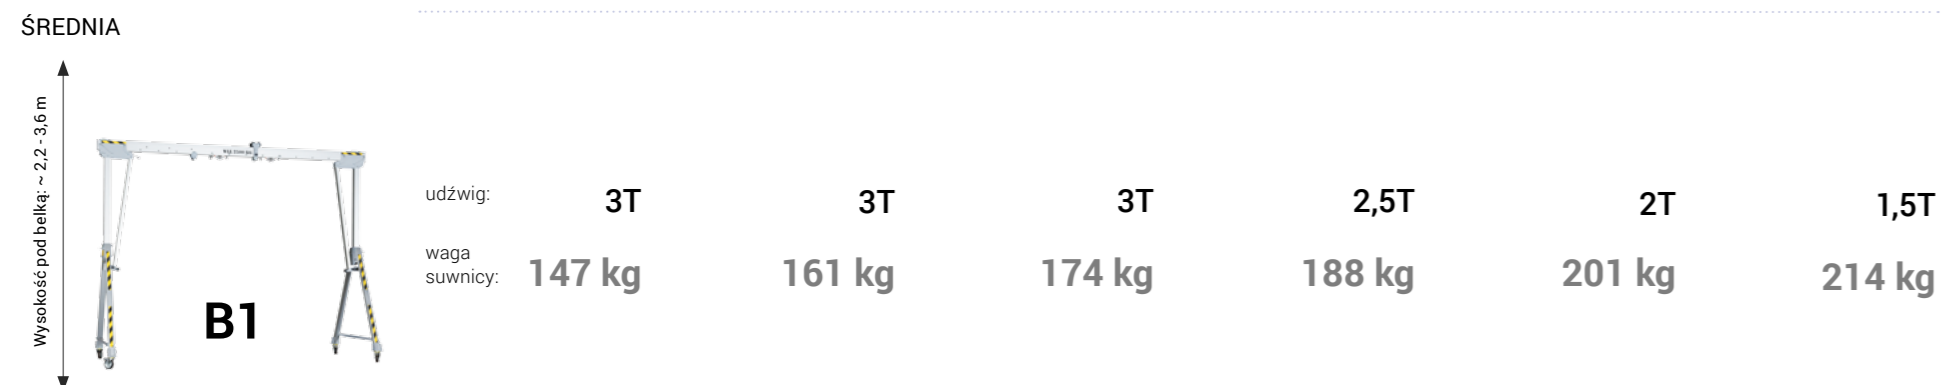 ŚREDNIA
Wysokość pod belką: ~ 2,2 - 3,6 m
B1
udźwig: 3T 3T 3T 2,5T 2T 1,5T
waga
suwnicy: 147 kg 161 kg 174 kg 188 kg 201 kg 214 kg